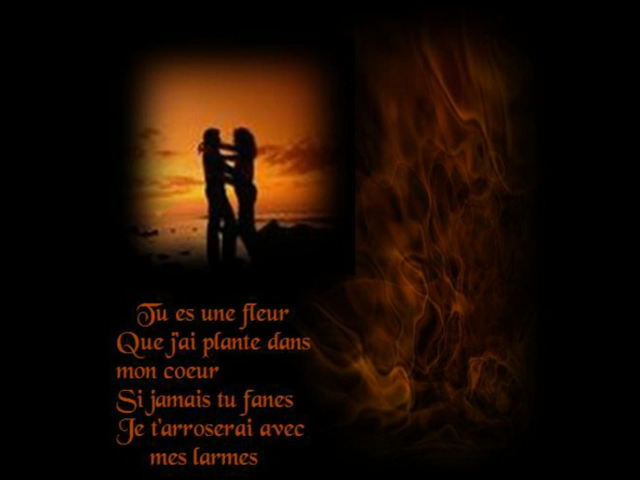 Tu es une fleur
Que j'ai plante dans
mon coeur
Si jamais tu fanes
Je t'arroserai avec
mes larmes